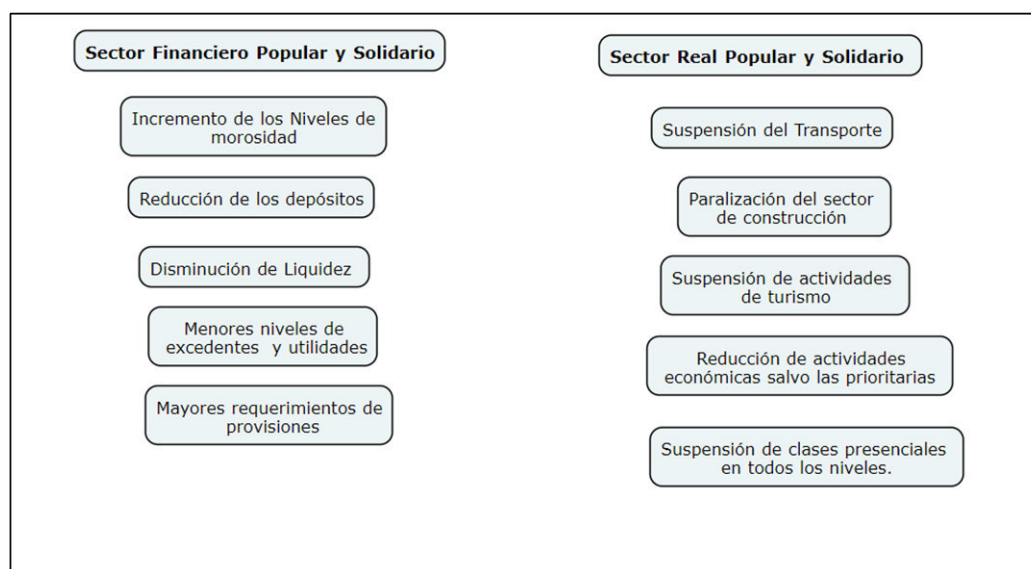 Sector Financiero Popular y Solidario
Incremento de los Niveles de
morosidad
Reducción de los depósitos
Disminución de Liquidez
Menores niveles de
excedentes y utilidades
Mayores requerimientos de
provisiones
Sector Real Popular y Solidario
Suspensión del Transporte
Paralización del sector
de construcción
Suspensión de actividades
de turismo
Reducción de actividades
económicas salvo las prioritarias
Suspensión de clases presenciales
en todos los niveles.